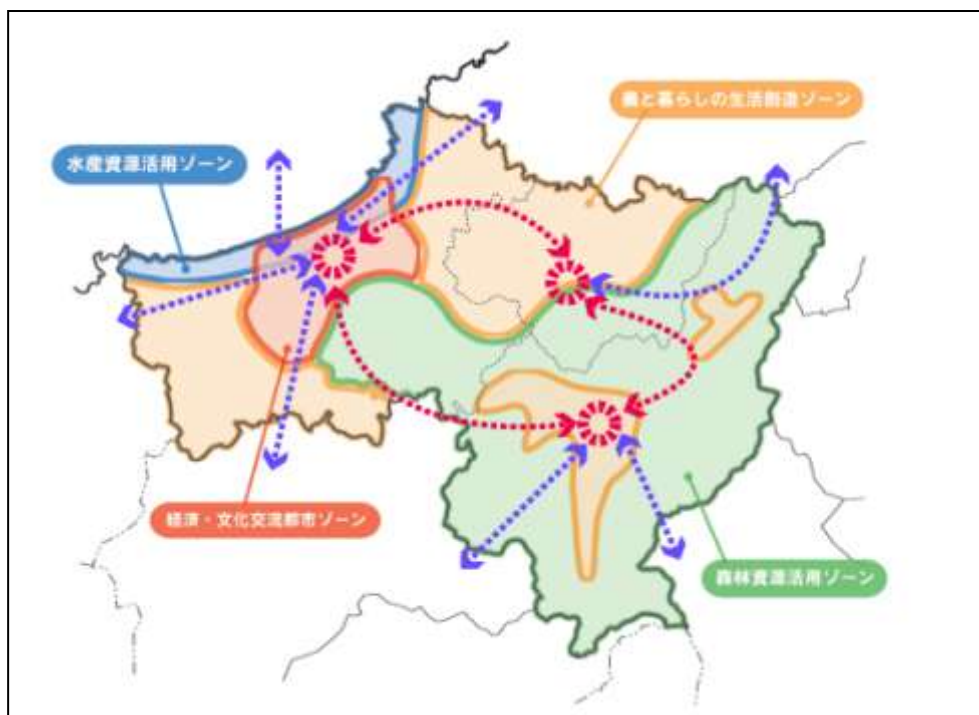 農と暮らしの生活創造ゾーン
水産資源活用ゾーン
経済・文化交流都市ゾーン
森林資源活用ゾーン